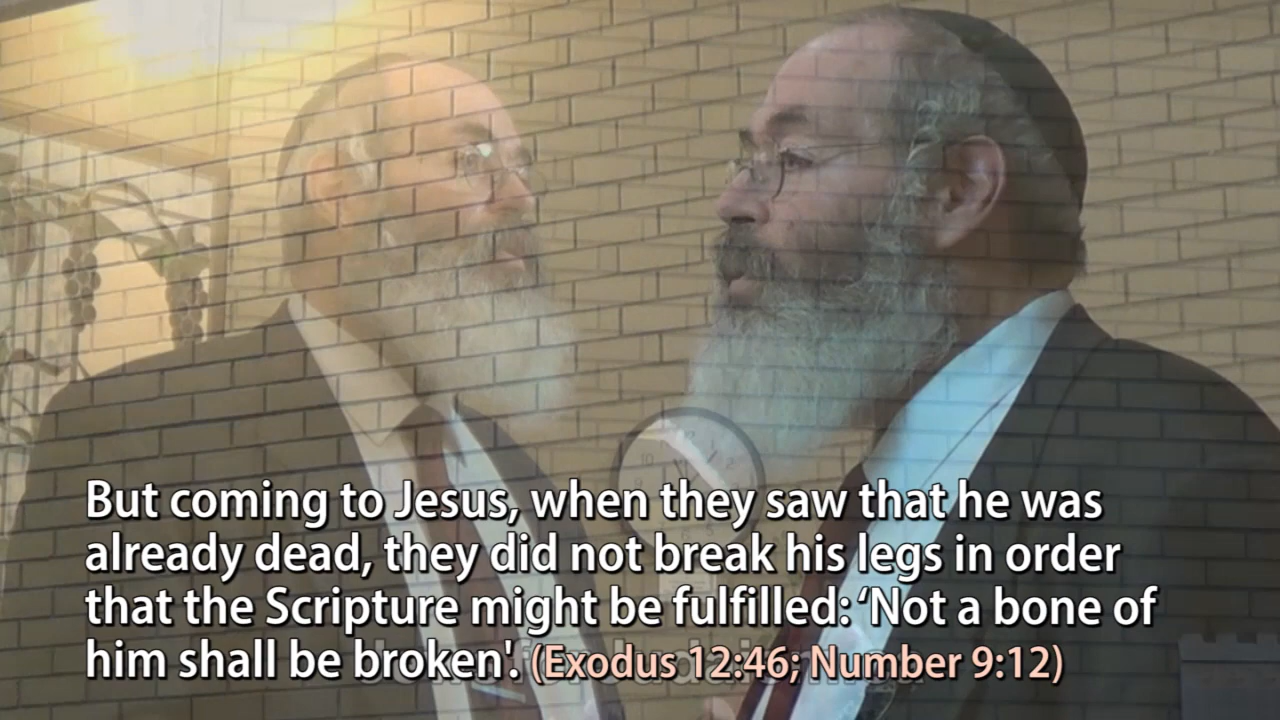 But coming to Jesus, when they saw that he was
already dead, they did not break his legs in order
that the Scripture might be fulfilled: ‘Not a bone of
him shall be broken'. (Exodus 12:46; Number 9:12)